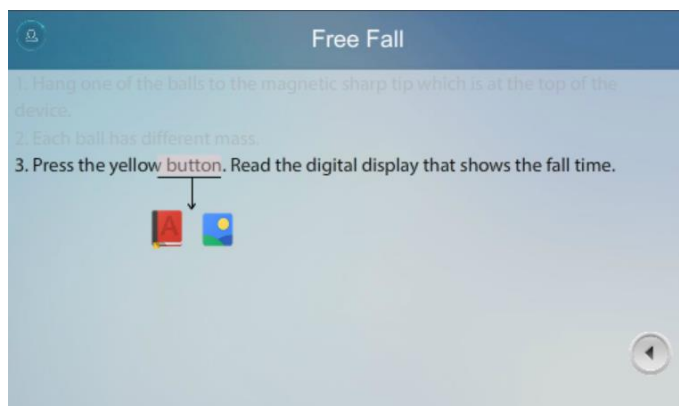 Free Fall
1. Hang one of the balls to the magnetic sharp tip which is at the top of the
device.
2. Each ball has different mass.
3. Press the yellow button. Read the digital display that shows the fall time.
A